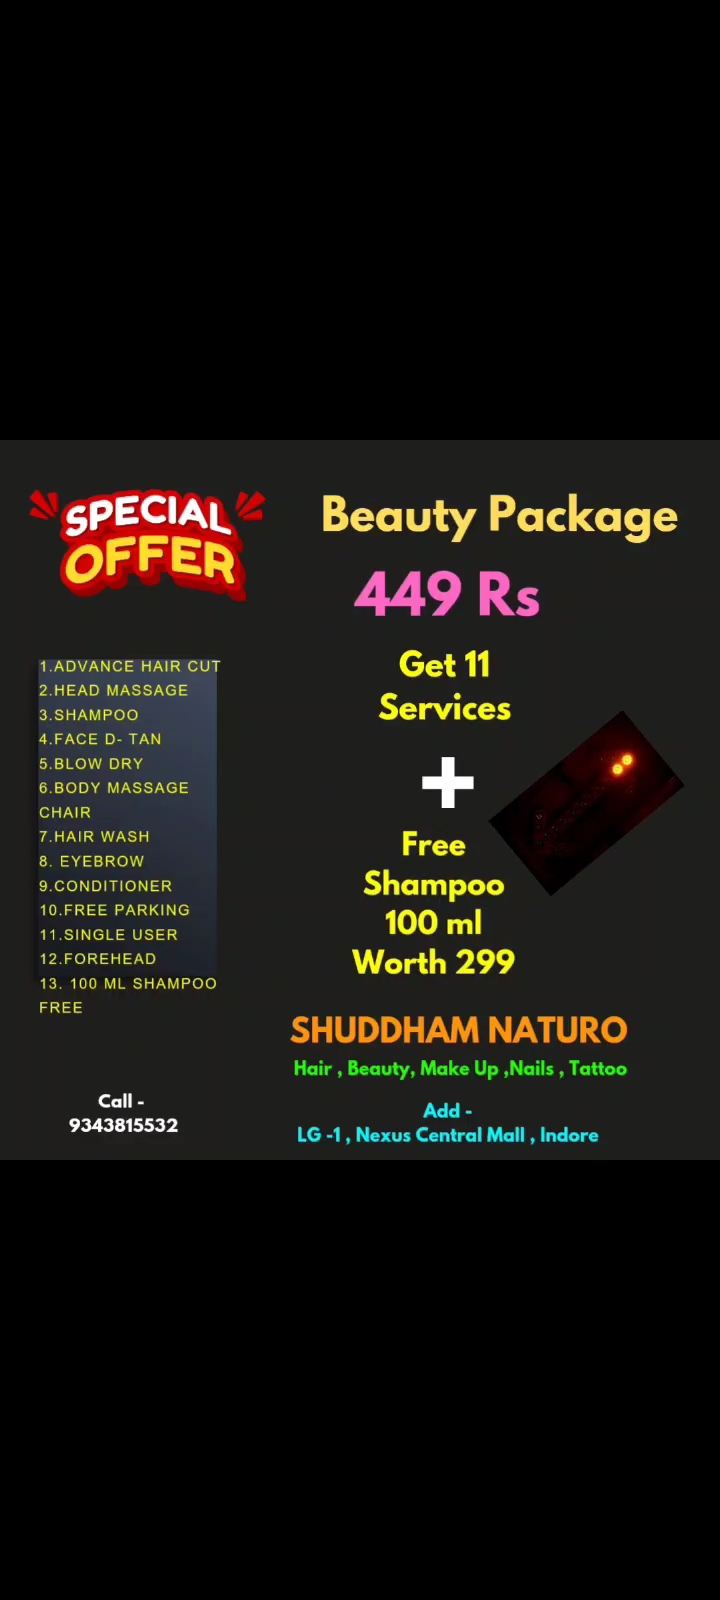 SPECIAL
OFFER
Beauty Package
449 Rs
Get 11
Services
+
Free
Shampoo
100 ml
Worth 299
1.ADVANCE HAIR CUT
2.HEAD MASSAGE
3.SHAMPOO
4.FACE D- TAN
5.BLOW DRY
6.BODY MASSAGE
CHAIR
7.HAIR WASH
8. EYEBROW
9.CONDITIONER
10.FREE PARKING
11.SINGLE USER
12.FOREHEAD
13. 100 ML SHAMPOO
FREE
SHUDDHAM NATURO
Hair , Beauty, Make Up ,Nails , Tattoo
Call -
9343815532
Add -
LG -1 , Nexus Central Mall , Indore